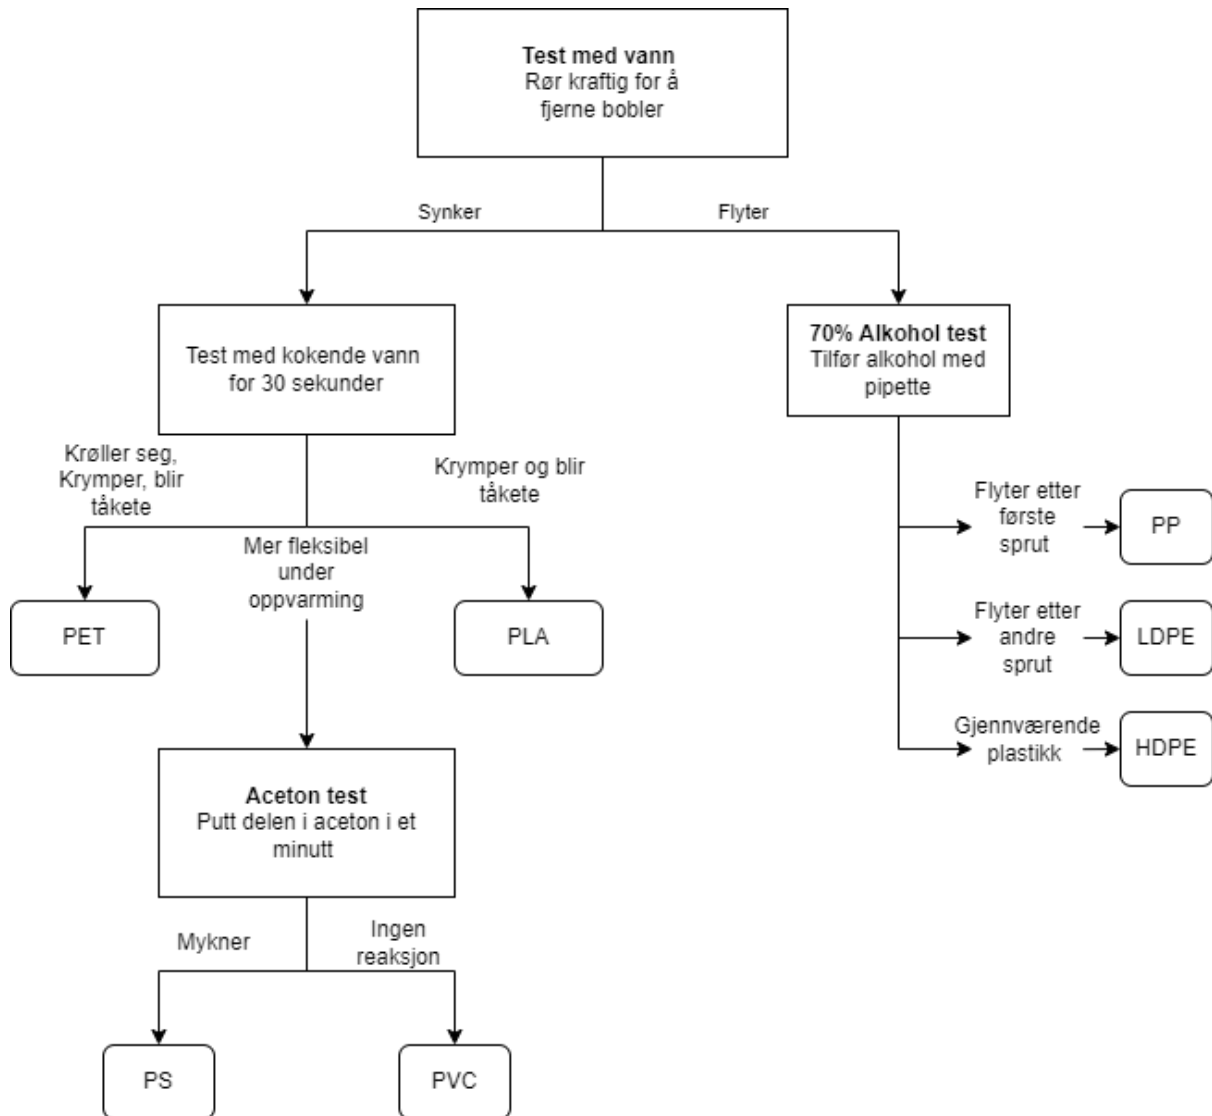 Test med vann
Rør kraftig for å
fjerne bobler
Synker
Flyter
Test med kokende vann
for 30 sekunder
70% Alkohol test
Tilfør alkohol med
pipette
Krøller seg,
Krymper, blir
tåkete
Krymper og blir
tåkete
Mer fleksibel
under
oppvarming
PET
PLA
Flyter etter
første
sprut
PP
Flyter etter
andre
sprut
LDPE
Gjennværende
plastikk
HDPE
Aceton test
Putt delen i aceton i et
minutt
Mykner
Ingen
reaksjon
PS
PVC